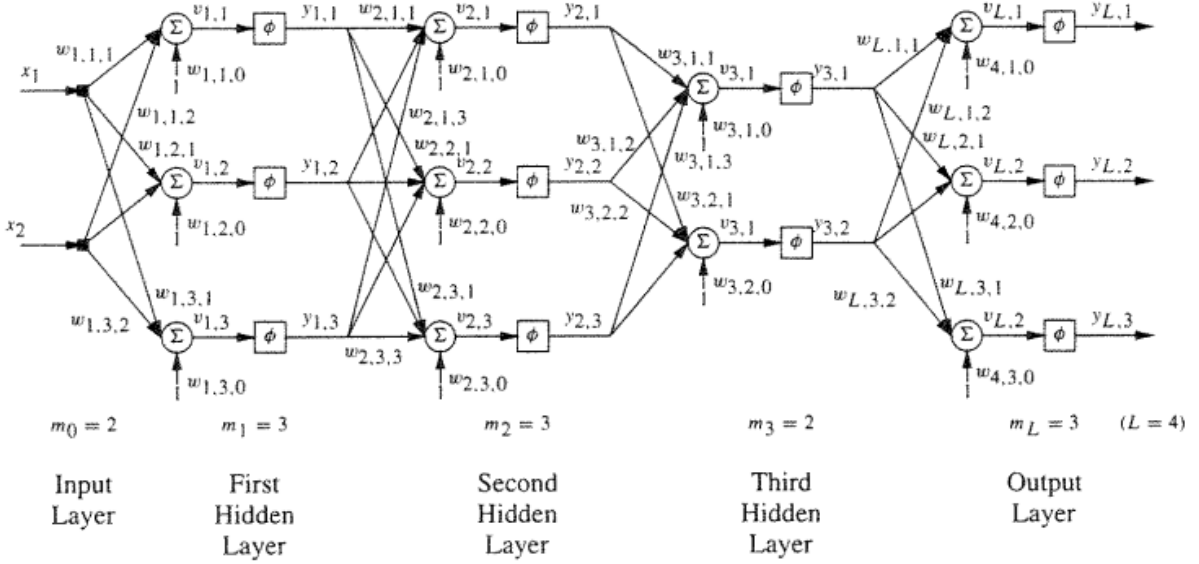 v1,1 y1,1 w2,1,1 v2,1 y2,1 vL,1 yL,1
Σ ϕ Σ ϕ Σ ϕ
w1,1,1 w1,1,0 w2,1,0 w3,1,1 v3,1 y3,1 wL,1,1 w4,1,0
x1 Σ ϕ
w1,1,2 w2,1,3 w3,1,2 w3,1,0 wL,1,2
w1,2,1 v1,2 y1,2 w2,2,1 v2,2 y2,2 w3,1,3 wL,2,1 vL,2 yL,2
Σ ϕ Σ ϕ Σ ϕ
x2 w1,2,0 w2,2,0 w3,2,2 w3,2,1 v3,1 y3,2 w4,2,0
Σ ϕ
w1,3,1 w2,3,1 w3,2,0 wL,3,2 wL,3,1
w1,3,2 v1,3 y1,3 v2,3 y2,3 vL,2 yL,3
Σ ϕ w2,3,3 Σ ϕ Σ ϕ
w1,3,0 w2,3,0 w4,3,0
m0 = 2 m1 = 3 m2 = 3 m3 = 2 mL = 3 (L = 4)
Input First Second Third Output
Layer Hidden Hidden Hidden Layer
Layer Layer Layer